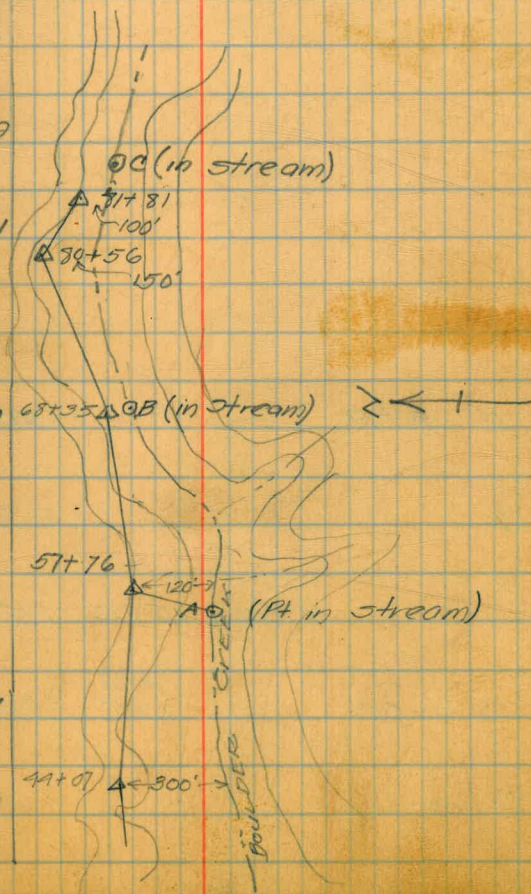 ⊙C (in stream)
81+81
100'
80+56
150'
68+35 ⊙B (in stream)
N
57+76
120'
A ⊙ (Pt in stream)
44+07 300'
BOULDER CREEK